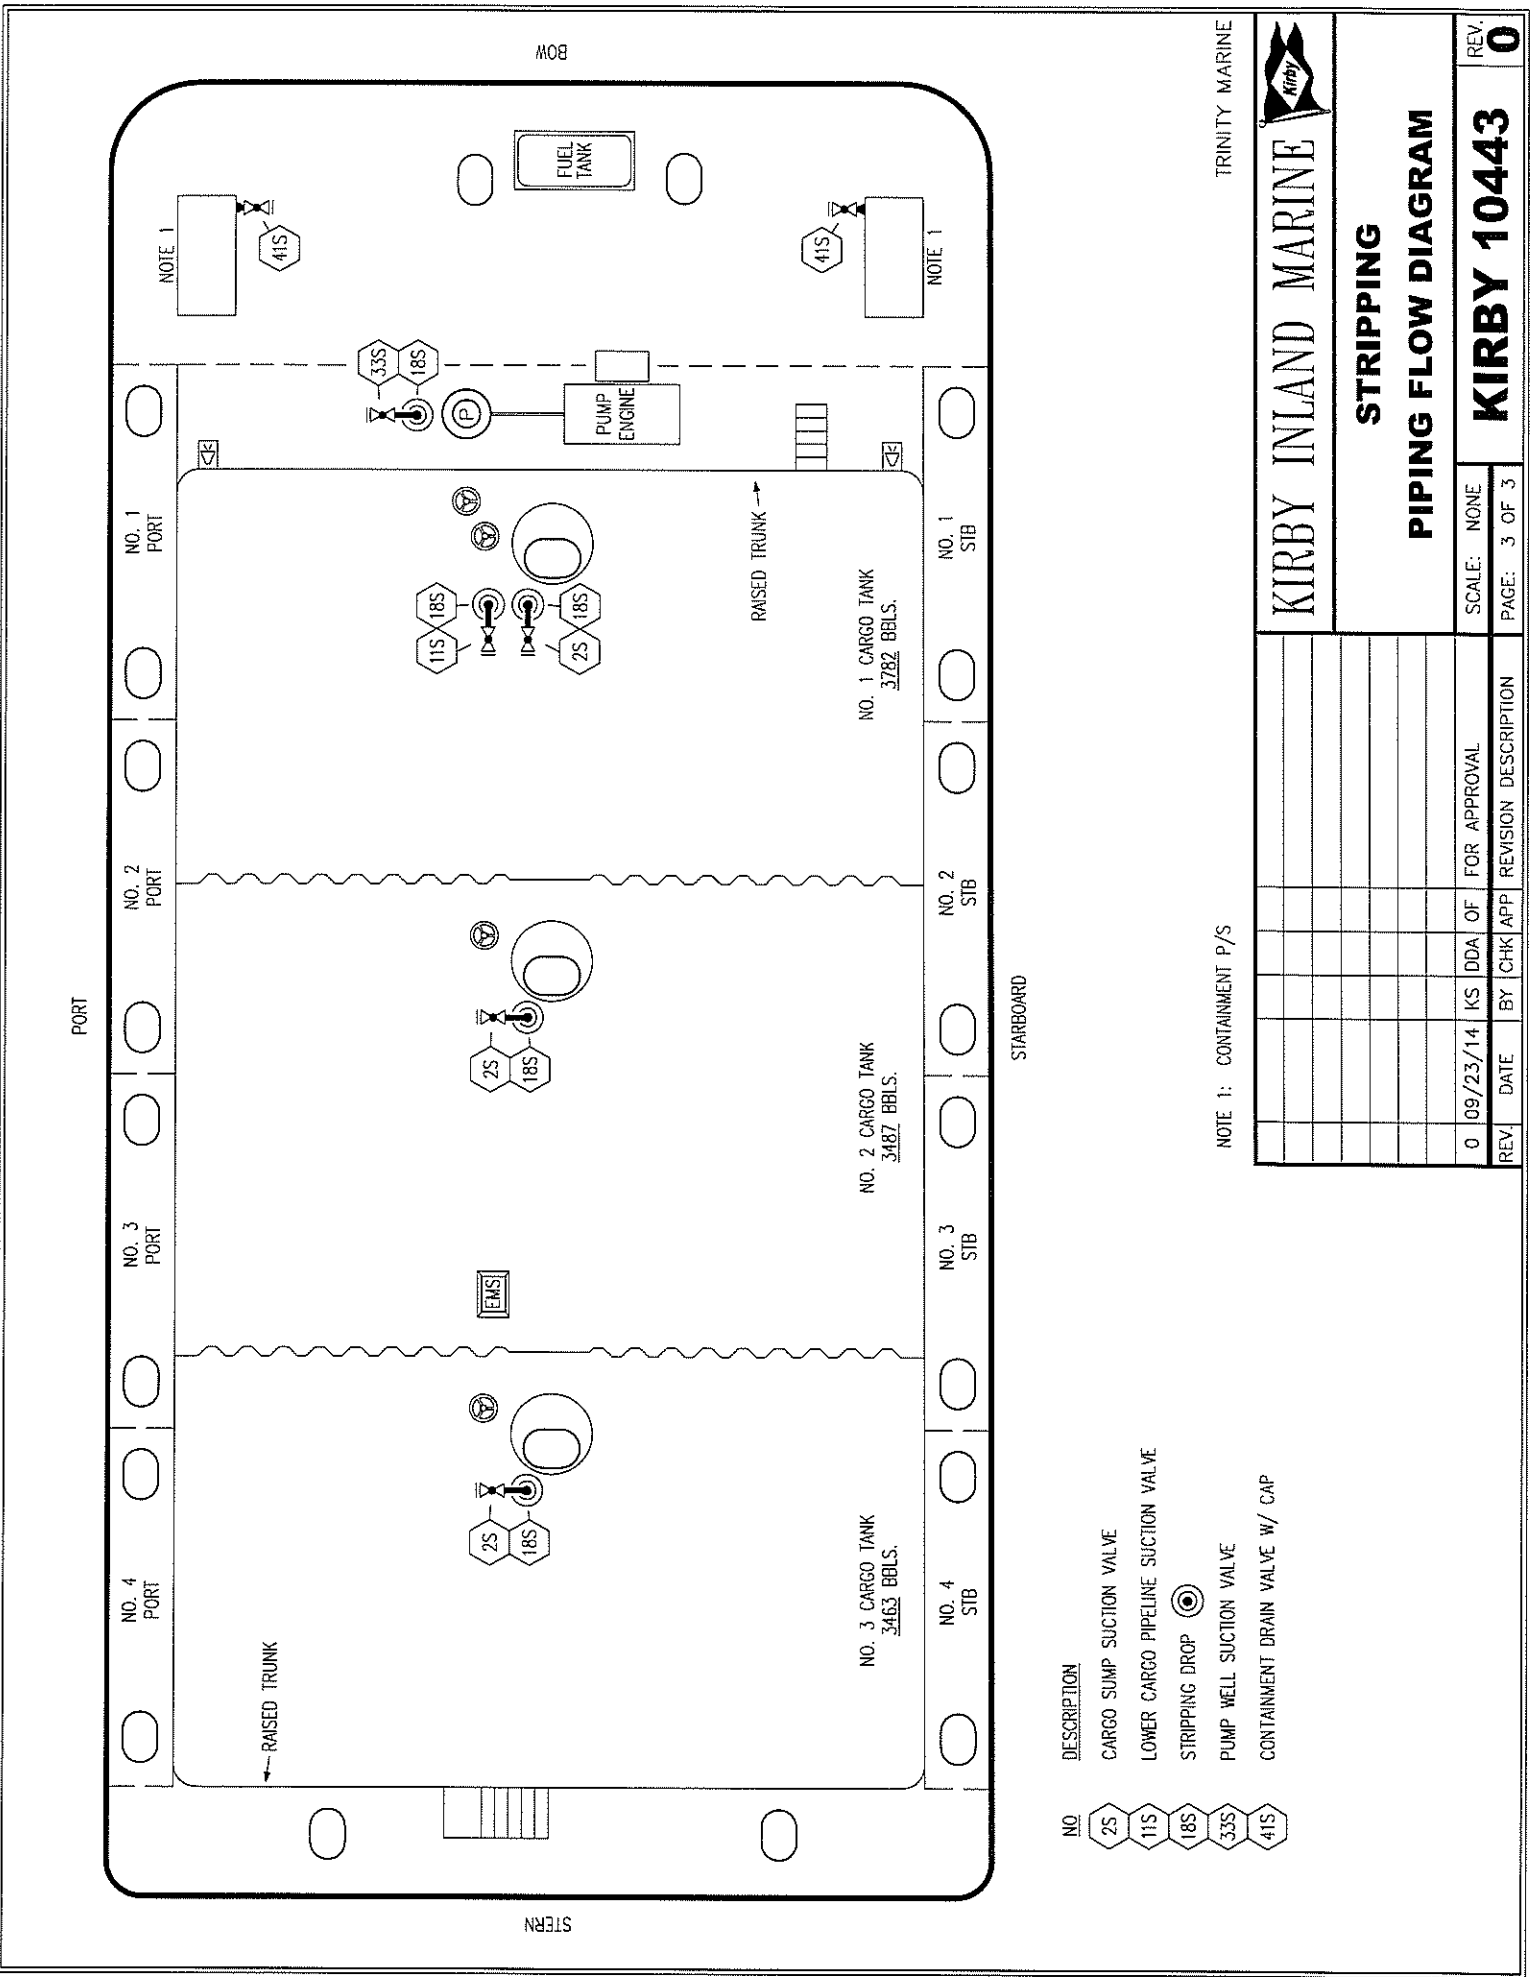 PORT
BOW
STERN
STARBOARD
NO. 4
PORT
NO. 3
PORT
NO. 2
PORT
NO. 1
PORT
RAISED TRUNK
NOTE 1
41S
33S
18S
P
PUMP
ENGINE
FUEL
TANK
11S
18S
2S
18S
2S
18S
EMS
2S
18S
RAISED TRUNK
41S
NOTE 1
NO. 3 CARGO TANK
3463 BBLS.
NO. 2 CARGO TANK
3487 BBLS.
NO. 1 CARGO TANK
3782 BBLS.
NO. 4
STB
NO. 3
STB
NO. 2
STB
NO. 1
STB
NO DESCRIPTION
2S CARGO SUMP SUCTION VALVE
11S LOWER CARGO PIPELINE SUCTION VALVE
18S STRIPPING DROP
33S PUMP WELL SUCTION VALVE
41S CONTAINMENT DRAIN VALVE W/ CAP
NOTE 1: CONTAINMENT P/S
TRINITY MARINE
KIRBY INLAND MARINE
Kirby
STRIPPING
PIPING FLOW DIAGRAM
0 09/23/14 KS DDA OF FOR APPROVAL
REV. DATE BY CHK APP REVISION DESCRIPTION
SCALE: NONE
PAGE: 3 OF 3
KIRBY 10443
REV.
0